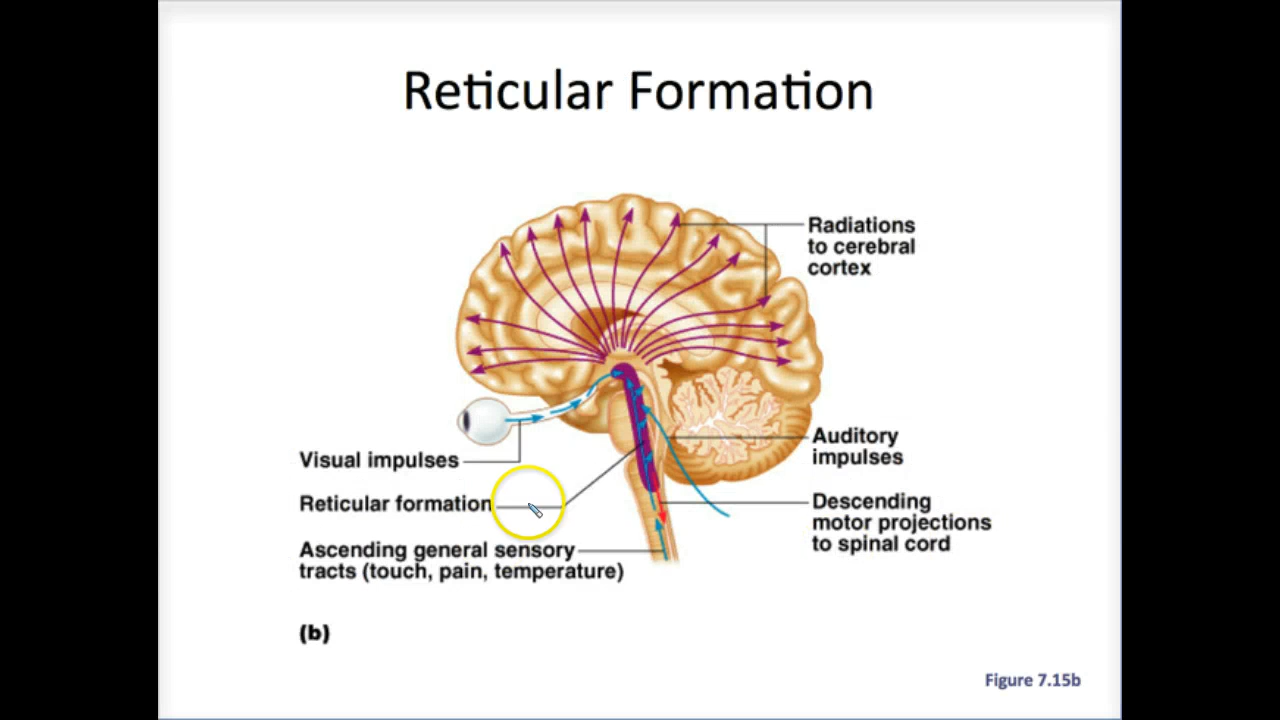 Reticular Formation
Radiations
to cerebral
cortex
Visual impulses
Auditory
impulses
Reticular formation
Descending
motor projections
to spinal cord
Ascending general sensory
tracts (touch, pain, temperature)
(b)
Figure 7.15b